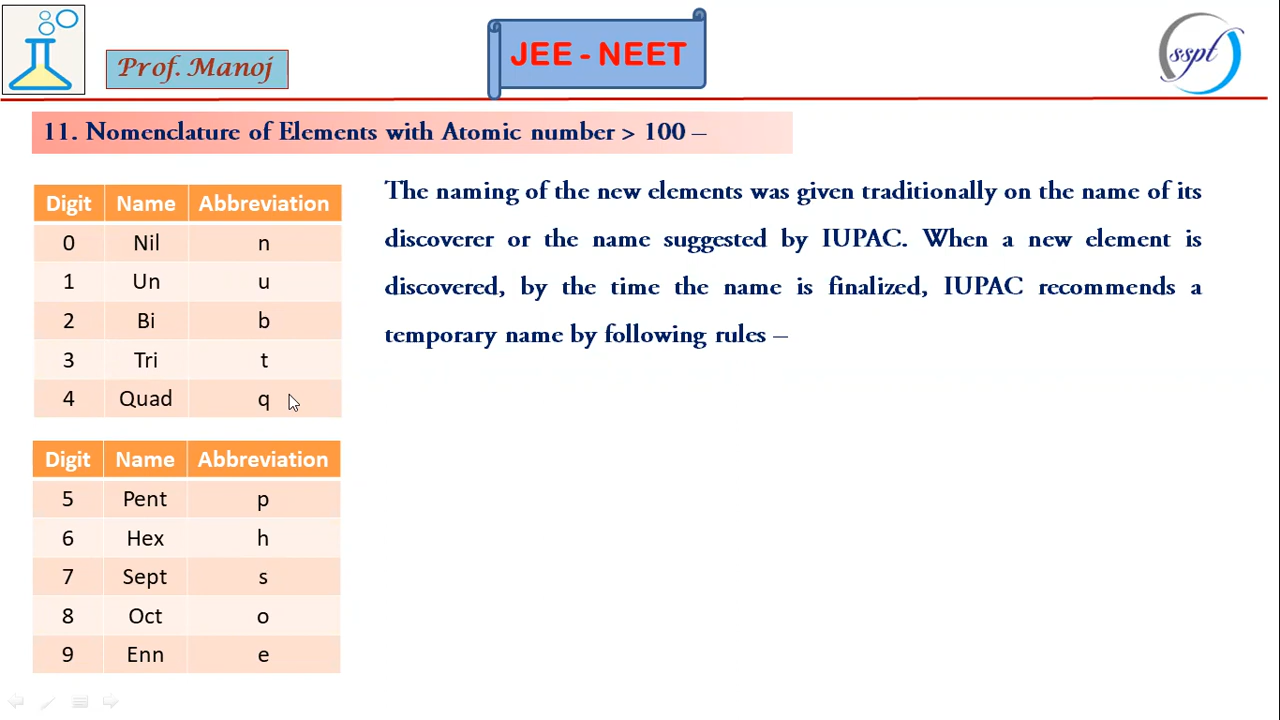 Prof. Manoj
JEE - NEET
sspt
11. Nomenclature of Elements with Atomic number > 100 –
Digit Name Abbreviation
0 Nil n
1 Un u
2 Bi b
3 Tri t
4 Quad q
Digit Name Abbreviation
5 Pent p
6 Hex h
7 Sept s
8 Oct o
9 Enn e
The naming of the new elements was given traditionally on the name of its
discoverer or the name suggested by IUPAC. When a new element is
discovered, by the time the name is finalized, IUPAC recommends a
temporary name by following rules –